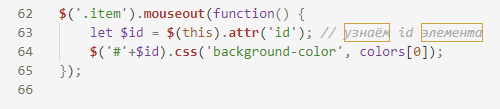 62 $('.item').mouseout(function() {
63 let $id = $(this).attr('id'); // узнаём id элемента
64 $('#'+$id).css('background-color', colors[0]);
65 });
66